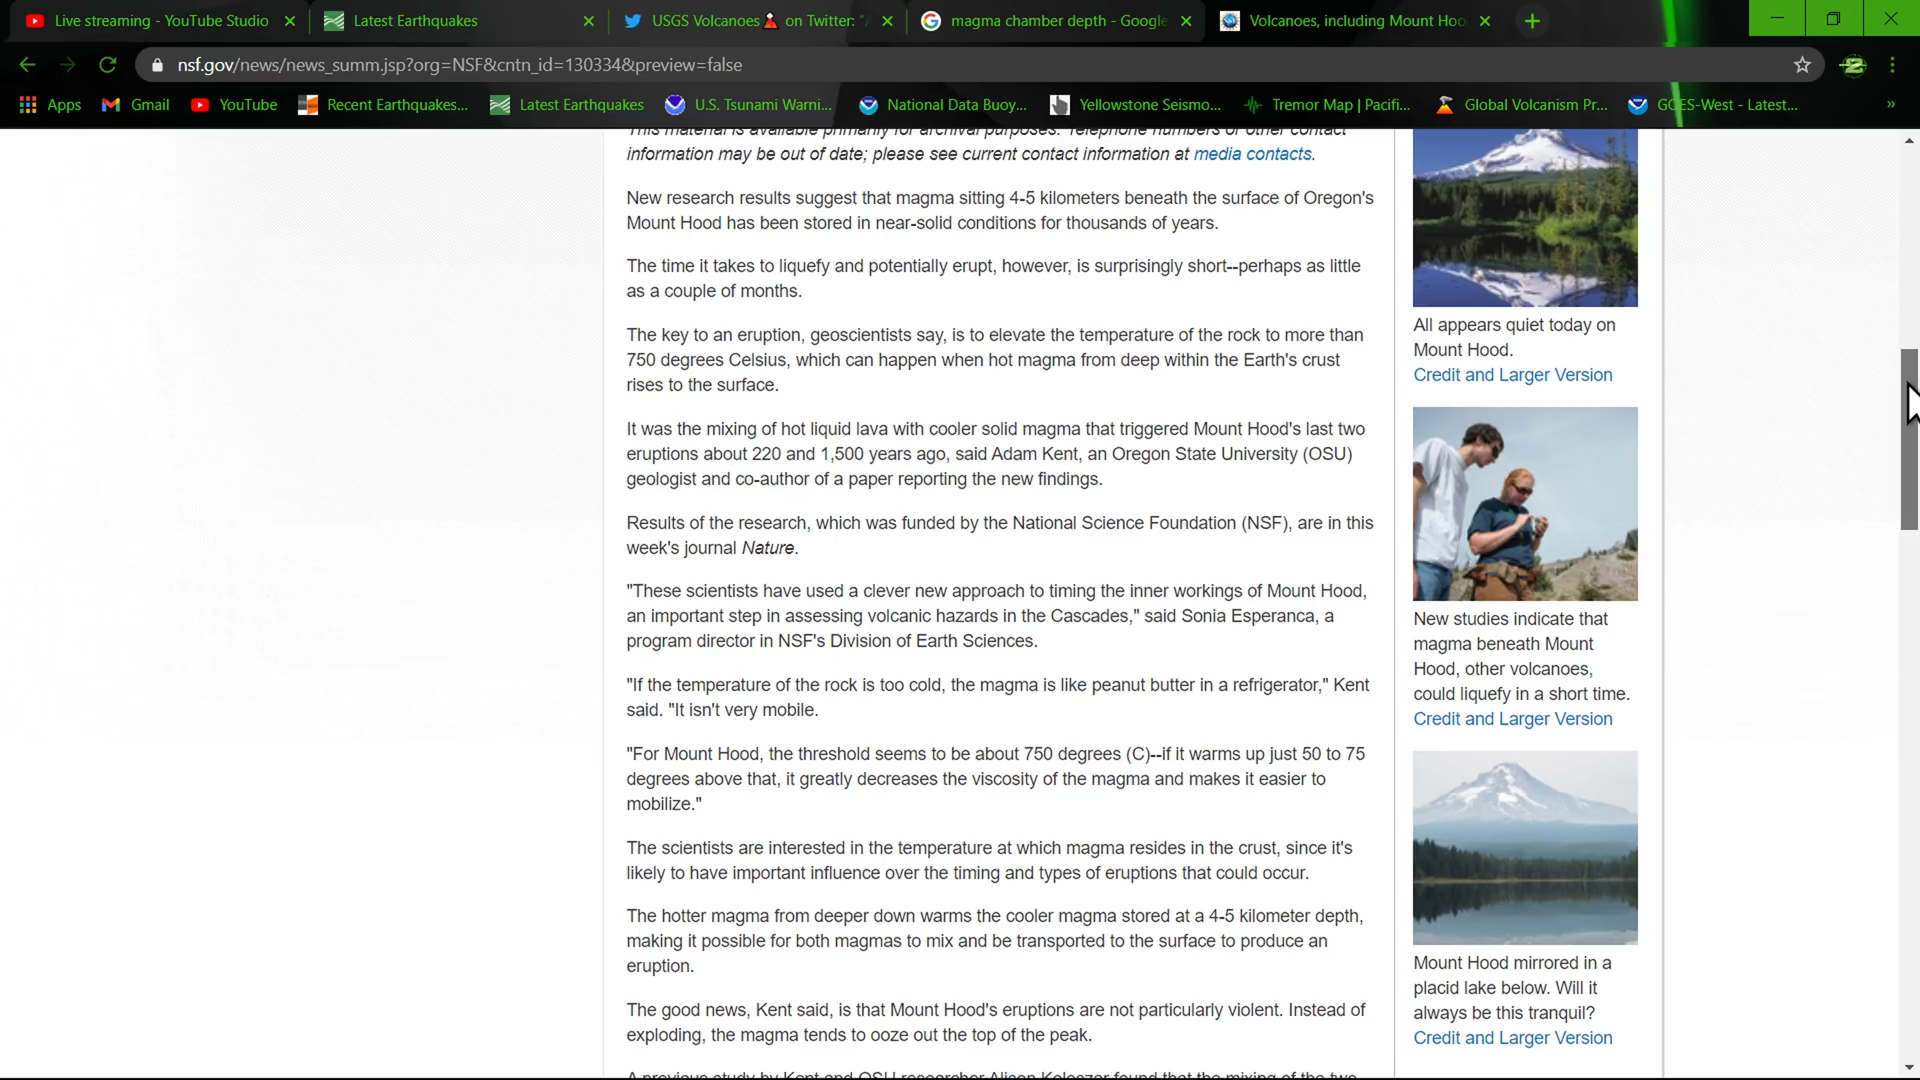 Live streaming - YouTube Studio
Latest Earthquakes
USGS Volcanoes🌋 on Twitter: "A
magma chamber depth - Google
Volcanoes, including Mount Hoo
nsf.gov/news/news_summ.jsp?org=NSF&cntn_id=130334&preview=false
Apps
Gmail
YouTube
Recent Earthquakes...
Latest Earthquakes
U.S. Tsunami Warni...
National Data Buoy...
Yellowstone Seismo...
Tremor Map | Pacifi...
Global Volcanism Pr...
GOES-West - Latest...
»
This material is available primarily for archival purposes. Telephone numbers or other contact
information may be out of date; please see current contact information at media contacts.
New research results suggest that magma sitting 4-5 kilometers beneath the surface of Oregon's
Mount Hood has been stored in near-solid conditions for thousands of years.
The time it takes to liquefy and potentially erupt, however, is surprisingly short--perhaps as little
as a couple of months.
The key to an eruption, geoscientists say, is to elevate the temperature of the rock to more than
750 degrees Celsius, which can happen when hot magma from deep within the Earth's crust
rises to the surface.
It was the mixing of hot liquid lava with cooler solid magma that triggered Mount Hood's last two
eruptions about 220 and 1,500 years ago, said Adam Kent, an Oregon State University (OSU)
geologist and co-author of a paper reporting the new findings.
Results of the research, which was funded by the National Science Foundation (NSF), are in this
week's journal Nature.
"These scientists have used a clever new approach to timing the inner workings of Mount Hood,
an important step in assessing volcanic hazards in the Cascades," said Sonia Esperanca, a
program director in NSF's Division of Earth Sciences.
"If the temperature of the rock is too cold, the magma is like peanut butter in a refrigerator," Kent
said. "It isn't very mobile.
"For Mount Hood, the threshold seems to be about 750 degrees (C)--if it warms up just 50 to 75
degrees above that, it greatly decreases the viscosity of the magma and makes it easier to
mobilize."
The scientists are interested in the temperature at which magma resides in the crust, since it's
likely to have important influence over the timing and types of eruptions that could occur.
The hotter magma from deeper down warms the cooler magma stored at a 4-5 kilometer depth,
making it possible for both magmas to mix and be transported to the surface to produce an
eruption.
The good news, Kent said, is that Mount Hood's eruptions are not particularly violent. Instead of
exploding, the magma tends to ooze out the top of the peak.
A previous study by Kent and OSU researcher Alison Koleszar found that the mixing of the two
All appears quiet today on
Mount Hood.
Credit and Larger Version
New studies indicate that
magma beneath Mount
Hood, other volcanoes,
could liquefy in a short time.
Credit and Larger Version
Mount Hood mirrored in a
placid lake below. Will it
always be this tranquil?
Credit and Larger Version